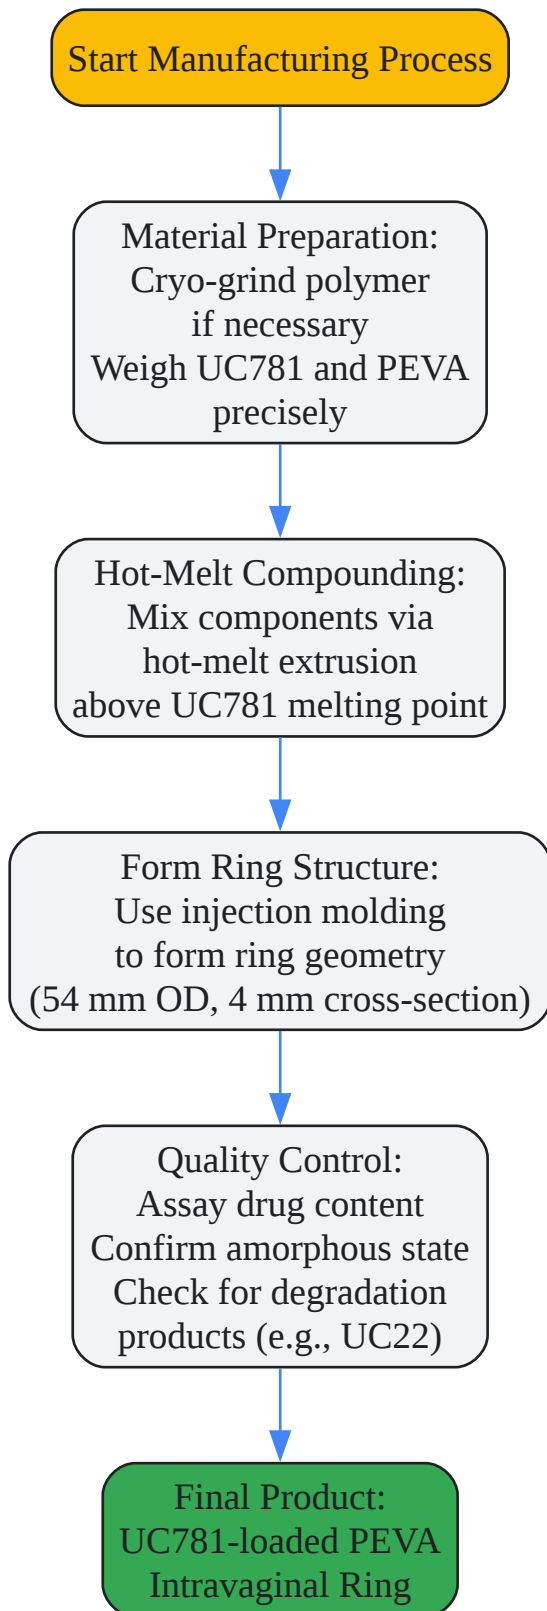 Start Manufacturing Process
Material Preparation:
Cryo-grind polymer
if necessary
Weigh UC781 and PEVA
precisely
Hot-Melt Compounding:
Mix components via
hot-melt extrusion
above UC781 melting point
Form Ring Structure:
Use injection molding
to form ring geometry
(54 mm OD, 4 mm cross-section)
Quality Control:
Assay drug content
Confirm amorphous state
Check for degradation
products (e.g., UC22)
Final Product:
UC781-loaded PEVA
Intravaginal Ring